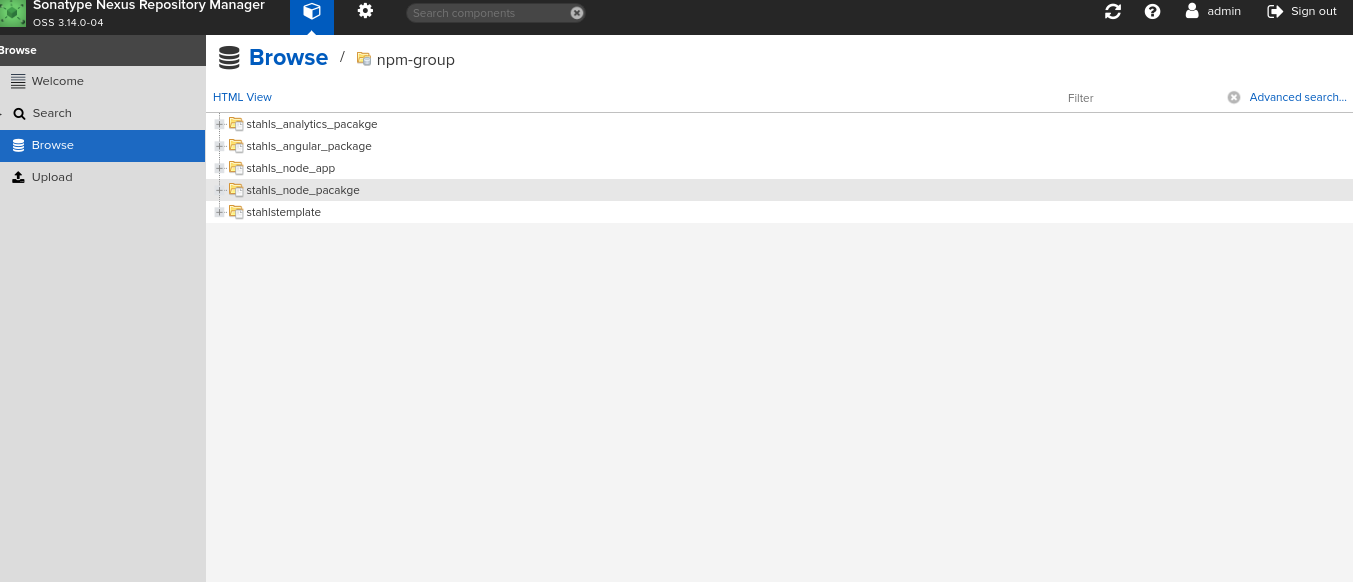 Sonatype Nexus Repository Manager
OSS 3.14.0-04
Search components
admin
Sign out
Browse
Welcome
Search
Browse
Upload
Browse / npm-group
HTML View
Filter
Advanced search...
stahls_analytics_pacakge
stahls_angular_package
stahls_node_app
stahls_node_pacakge
stahlstemplate